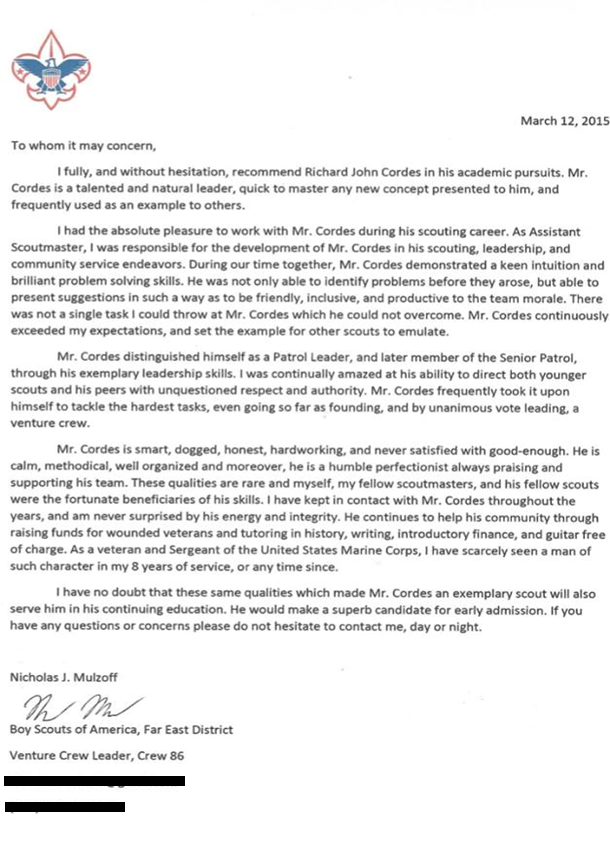 March 12, 2015
To whom it may concern,
I fully, and without hesitation, recommend Richard John Cordes in his academic pursuits. Mr.
Cordes is a talented and natural leader, quick to master any new concept presented to him, and
frequently used as an example to others.
I had the absolute pleasure to work with Mr. Cordes during his scouting career. As Assistant
Scoutmaster, I was responsible for the development of Mr. Cordes in his scouting, leadership, and
community service endeavors. During our time together, Mr. Cordes demonstrated a keen intuition and
brilliant problem solving skills. He was not only able to identify problems before they arose, but able to
present suggestions in such a way as to be friendly, inclusive, and productive to the team morale. There
was not a single task I could throw at Mr. Cordes which he could not overcome. Mr. Cordes continuously
exceeded my expectations, and set the example for other scouts to emulate.
Mr. Cordes distinguished himself as a Patrol Leader, and later member of the Senior Patrol,
through his exemplary leadership skills. I was continually amazed at his ability to direct both younger
scouts and his peers with unquestioned respect and authority. Mr. Cordes frequently took it upon
himself to tackle the hardest tasks, even going so far as founding, and by unanimous vote leading, a
venture crew.
Mr. Cordes is smart, dogged, honest, hardworking, and never satisfied with good-enough. He is
calm, methodical, well organized and moreover, he is a humble perfectionist always praising and
supporting his team. These qualities are rare and myself, my fellow scoutmasters, and his fellow scouts
were the fortunate beneficiaries of his skills. I have kept in contact with Mr. Cordes throughout the
years, and am never surprised by his energy and integrity. He continues to help his community through
raising funds for wounded veterans and tutoring in history, writing, introductory finance, and guitar free
of charge. As a veteran and Sergeant of the United States Marine Corps, I have scarcely seen a man of
such character in my 8 years of service, or any time since.
I have no doubt that these same qualities which made Mr. Cordes an exemplary scout will also
serve him in his continuing education. He would make a superb candidate for early admission. If you
have any questions or concerns please do not hesitate to contact me, day or night.
Nicholas J. Mulzoff
Boy Scouts of America, Far East District
Venture Crew Leader, Crew 86